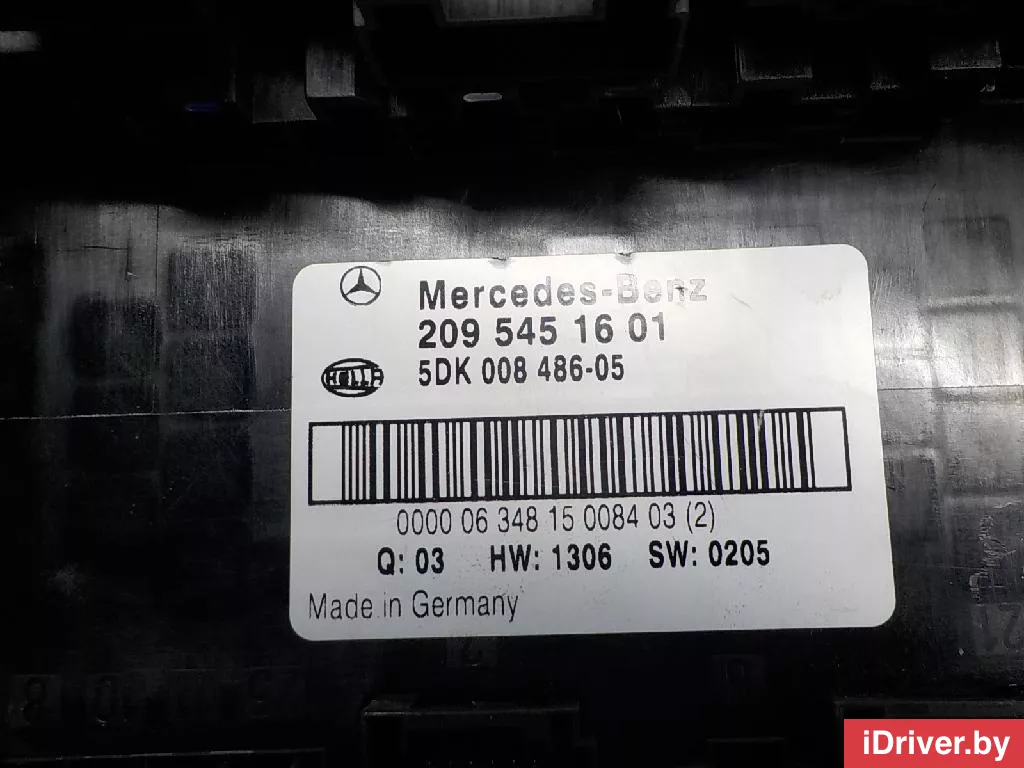 Mercedes-Benz
209 545 16 01
HELLA
5DK 008 486-05
0000 06 348 15 0084 03 (2)
Q: 03 HW: 1306 SW: 0205
Made in Germany
21
iDriver.by